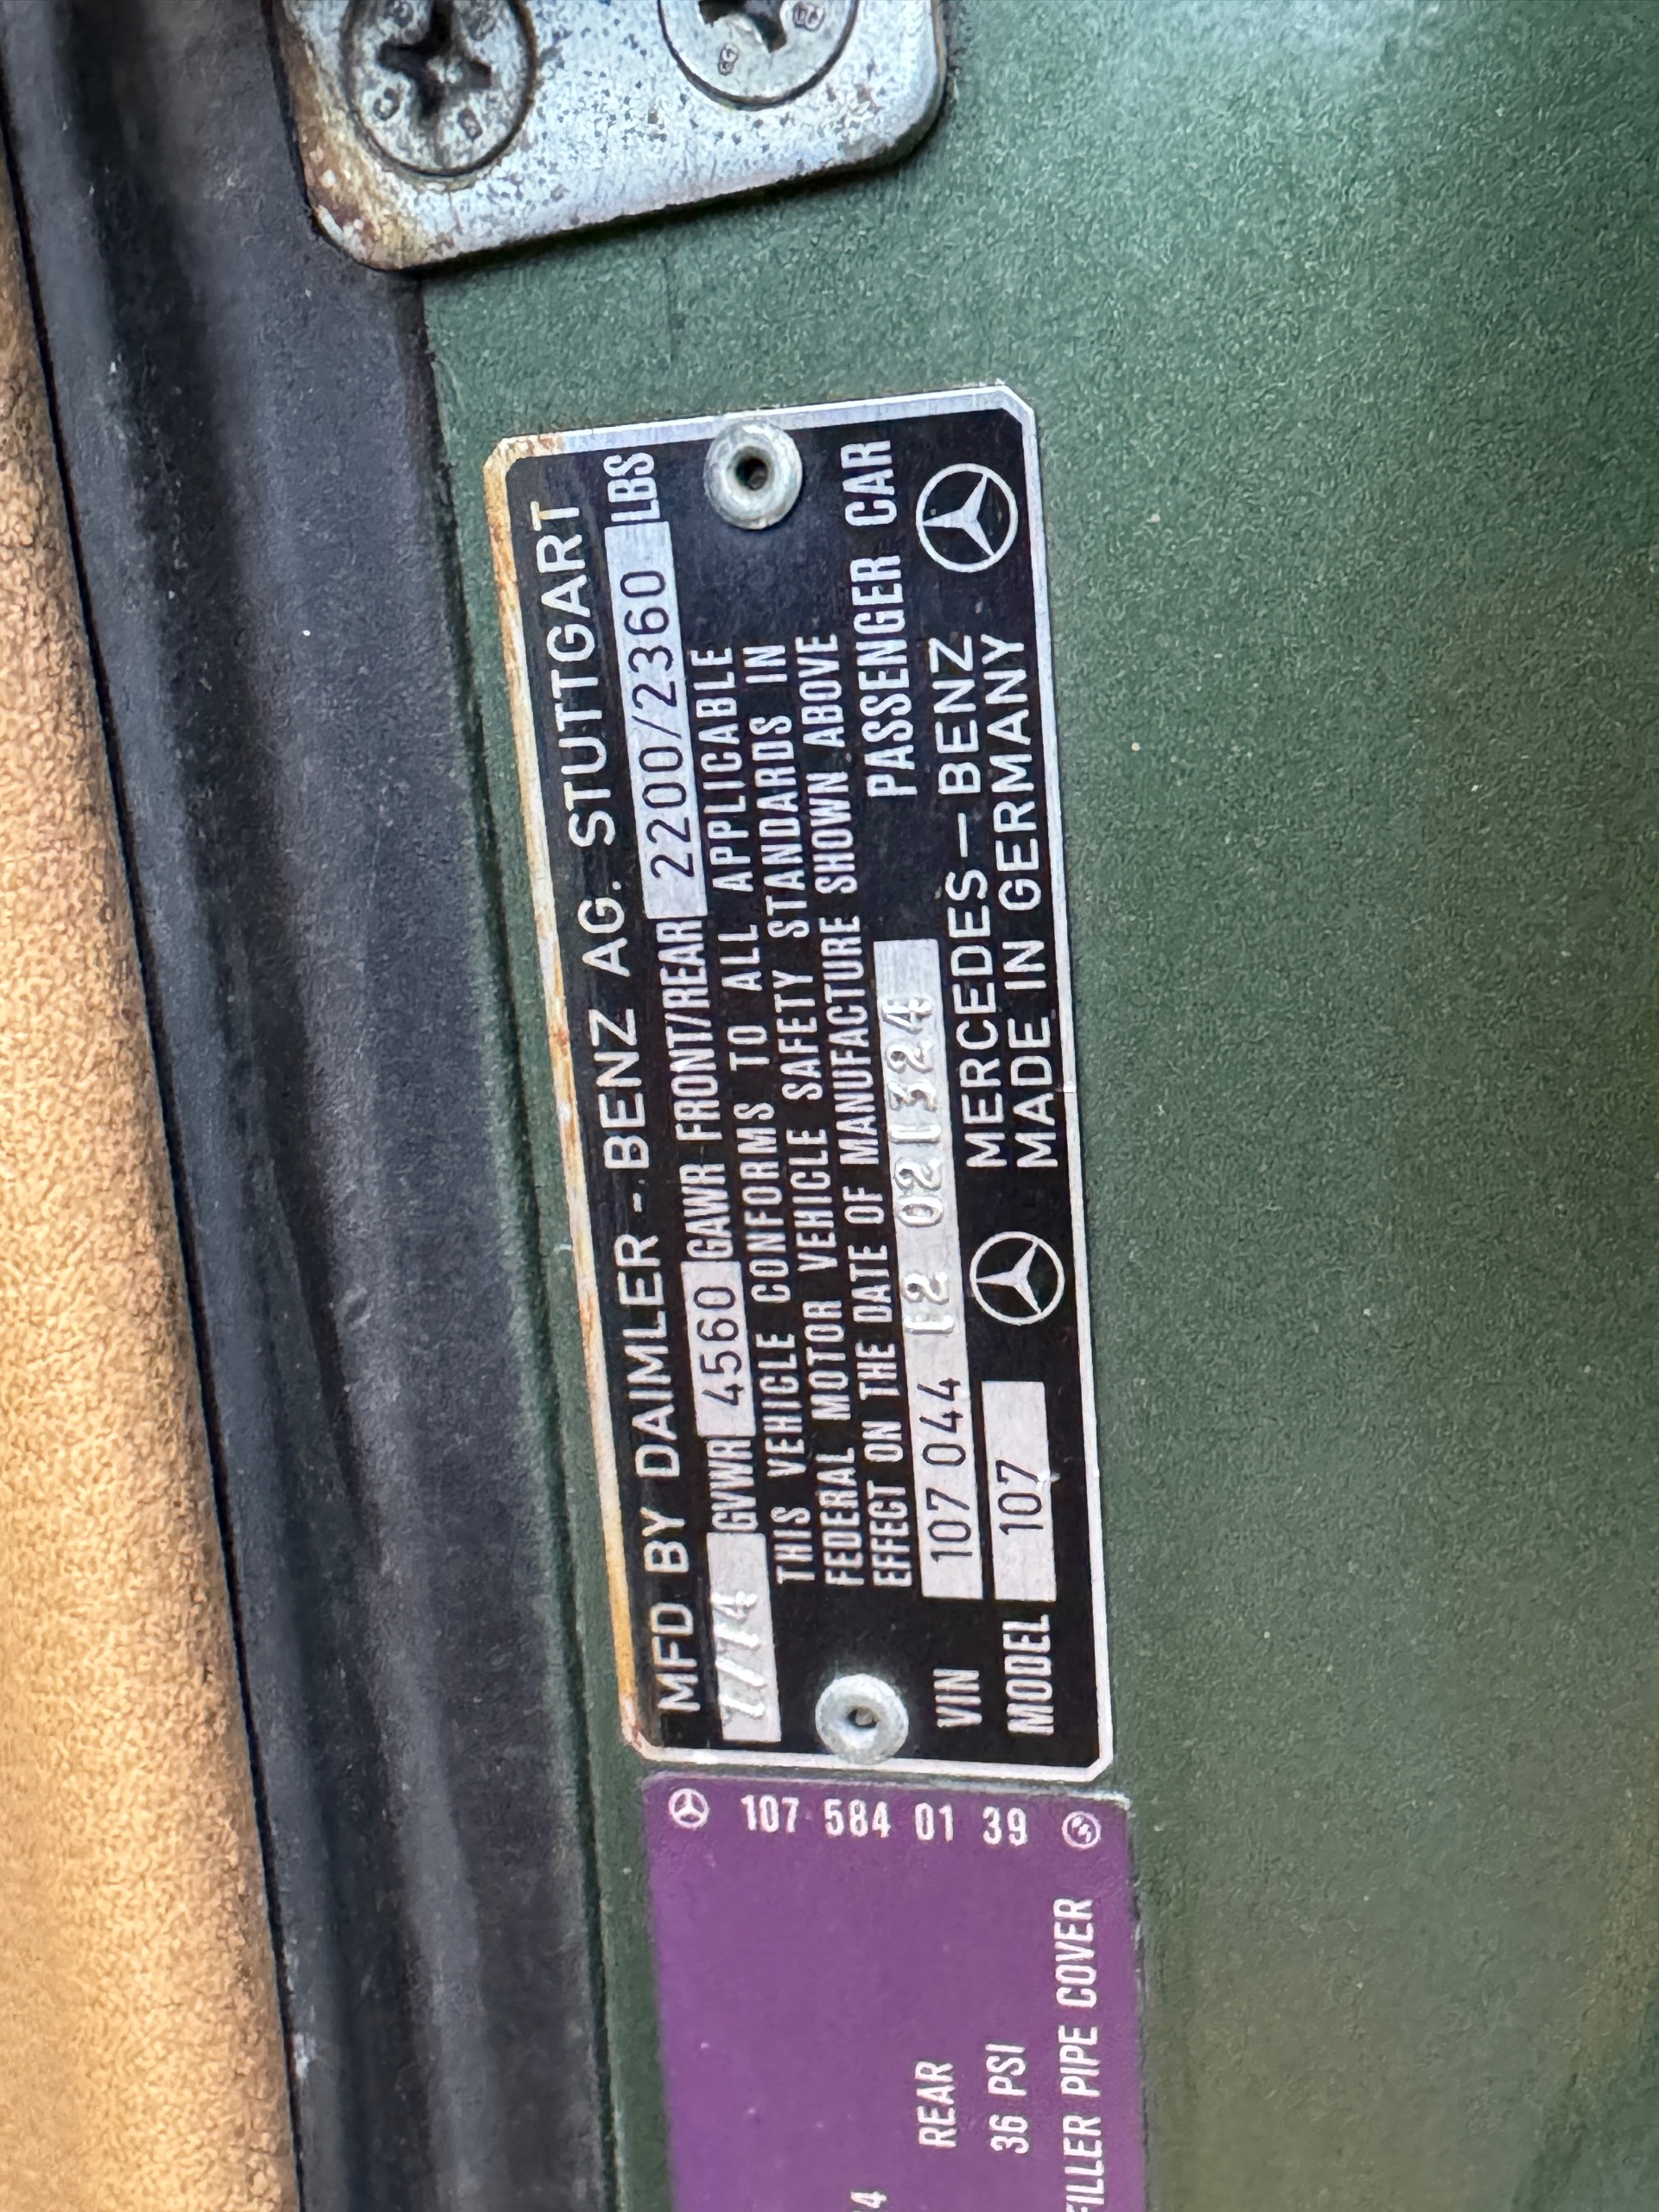 MFD BY DAIMLER - BENZ AG. STUTTGART
GVWR 4560 GAWR FRONT/REAR 2200/2360 LBS
THIS VEHICLE CONFORMS TO ALL APPLICABLE
FEDERAL MOTOR VEHICLE SAFETY STANDARDS IN
EFFECT ON THE DATE OF MANUFACTURE SHOWN ABOVE
VIN 107 044 12 021324 PASSENGER CAR
MODEL 107 MERCEDES-BENZ
MADE IN GERMANY
107 584 01 39
REAR
36 PSI
FILLER PIPE COVER